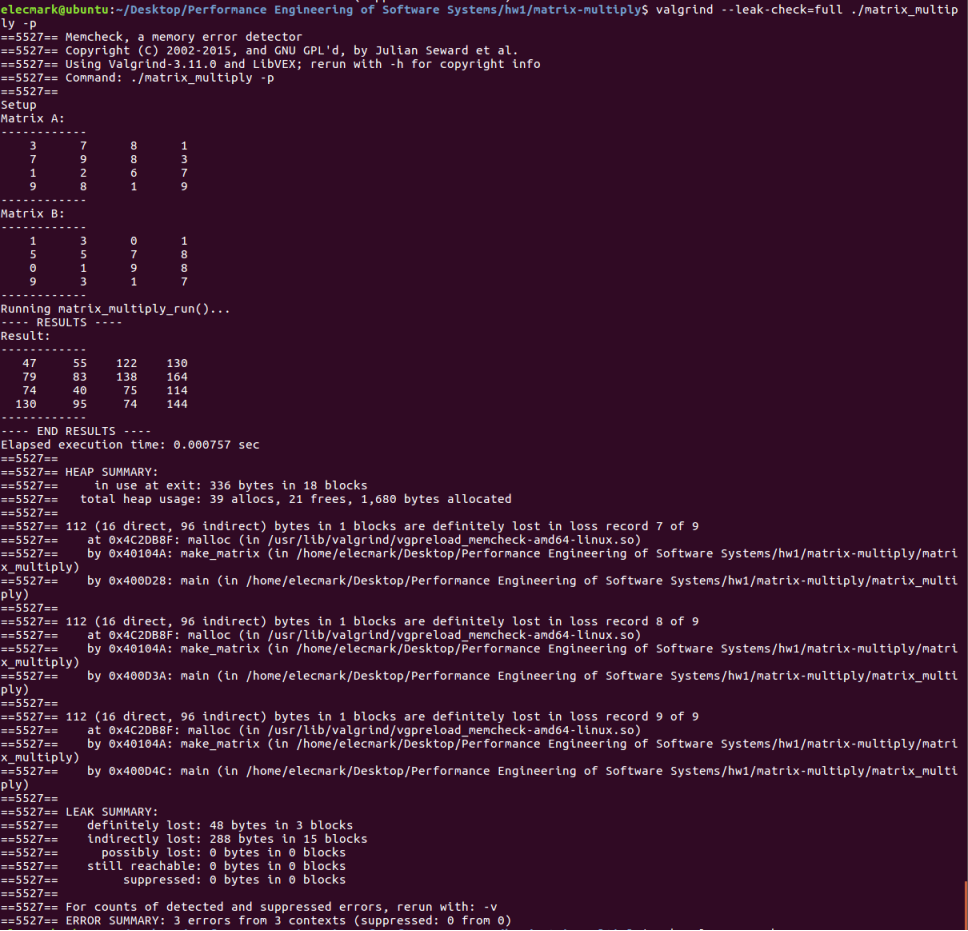 elecmark@ubuntu:~/Desktop/Performance Engineering of Software Systems/hw1/matrix-multiply$ valgrind --leak-check=full ./matrix_multip
ly -p
==5527== Memcheck, a memory error detector
==5527== Copyright (C) 2002-2015, and GNU GPL'd, by Julian Seward et al.
==5527== Using Valgrind-3.11.0 and LibVEX; rerun with -h for copyright info
==5527== Command: ./matrix_multiply -p
==5527==
Setup
Matrix A:
------------
    3      7      8      1
    7      9      8      3
    1      2      6      7
    9      8      1      9
------------
Matrix B:
------------
    1      3      0      1
    5      5      7      8
    0      1      9      8
    9      3      1      7
------------
Running matrix_multiply_run()...
---- RESULTS ----
Result:
------------
   47     55    122    130
   79     83    138    164
   74     40     75    114
  130     95     74    144
------------
---- END RESULTS ----
Elapsed execution time: 0.000757 sec
==5527==
==5527== HEAP SUMMARY:
==5527==     in use at exit: 336 bytes in 18 blocks
==5527==   total heap usage: 39 allocs, 21 frees, 1,680 bytes allocated
==5527==
==5527== 112 (16 direct, 96 indirect) bytes in 1 blocks are definitely lost in loss record 7 of 9
==5527==    at 0x4C2DB8F: malloc (in /usr/lib/valgrind/vgpreload_memcheck-amd64-linux.so)
==5527==    by 0x40104A: make_matrix (in /home/elecmark/Desktop/Performance Engineering of Software Systems/hw1/matrix-multiply/matri
x_multiply)
==5527==    by 0x400D28: main (in /home/elecmark/Desktop/Performance Engineering of Software Systems/hw1/matrix-multiply/matrix_multi
ply)
==5527==
==5527== 112 (16 direct, 96 indirect) bytes in 1 blocks are definitely lost in loss record 8 of 9
==5527==    at 0x4C2DB8F: malloc (in /usr/lib/valgrind/vgpreload_memcheck-amd64-linux.so)
==5527==    by 0x40104A: make_matrix (in /home/elecmark/Desktop/Performance Engineering of Software Systems/hw1/matrix-multiply/matri
x_multiply)
==5527==    by 0x400D3A: main (in /home/elecmark/Desktop/Performance Engineering of Software Systems/hw1/matrix-multiply/matrix_multi
ply)
==5527==
==5527== 112 (16 direct, 96 indirect) bytes in 1 blocks are definitely lost in loss record 9 of 9
==5527==    at 0x4C2DB8F: malloc (in /usr/lib/valgrind/vgpreload_memcheck-amd64-linux.so)
==5527==    by 0x40104A: make_matrix (in /home/elecmark/Desktop/Performance Engineering of Software Systems/hw1/matrix-multiply/matri
x_multiply)
==5527==    by 0x400D4C: main (in /home/elecmark/Desktop/Performance Engineering of Software Systems/hw1/matrix-multiply/matrix_multi
ply)
==5527==
==5527== LEAK SUMMARY:
==5527==    definitely lost: 48 bytes in 3 blocks
==5527==    indirectly lost: 288 bytes in 15 blocks
==5527==      possibly lost: 0 bytes in 0 blocks
==5527==    still reachable: 0 bytes in 0 blocks
==5527==         suppressed: 0 bytes in 0 blocks
==5527==
==5527== For counts of detected and suppressed errors, rerun with: -v
==5527== ERROR SUMMARY: 3 errors from 3 contexts (suppressed: 0 from 0)